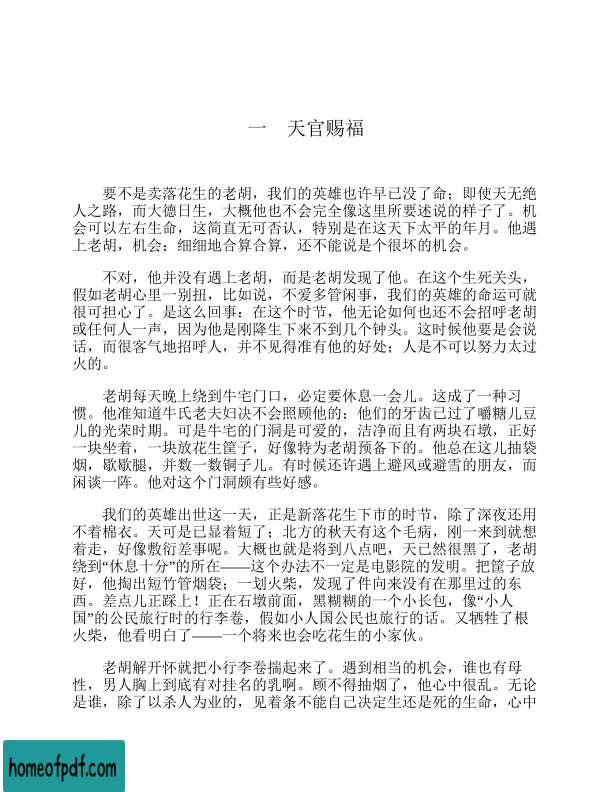 一 天官赐福
要不是卖落花生的老胡，我们的英雄也许早已没了命；即使天无绝
人之路，而大德日生，大概他也不会完全像这里所要述说的样子了。机
会可以左右生命，这简直无可否认，特别是在这天下太平的年月。他遇
上老胡，机会；细细地合算合算，还不能说是个很坏的机会。
不对，他并没有遇上老胡，而是老胡发现了他。在这个生死关头，
假如老胡心里一别扭，比如说，不爱多管闲事，我们的英雄的命运可就
很可担心了。是这么回事：在这个时节，他无论如何也还不会招呼老胡
或任何人一声，因为他是刚降生下来不到几个钟头。这时候他要是会说
话，而很客气地招呼人，并不见得准有他的好处；人是不可以努力太过
火的。
老胡每天晚上绕到牛宅门口，必定要休息一会儿。这成了一种习
惯。他准知道牛氏老夫妇决不会照顾他的；他们的牙齿已过了嚼糖儿豆
儿的光荣时期。可是牛宅的门洞是可爱的，洁净而且有两块石墩，正好
一块坐着，一块放花生筐子，好像特为老胡预备下的。他总在这儿抽袋
烟，歇歇腿，并数一数铜子儿。有时候还许遇上避风或避雪的朋友，而
闲谈一阵。他对这个门洞颇有些好感。
我们的英雄出世这一天，正是新落花生下市的时节，除了深夜还用
不着棉衣。天可是已显着短了；北方的秋天有这个毛病，刚一来到就想
着走，好像敷衍差事呢。大概也就是将到八点吧，天已然很黑了，老胡
绕到“休息十分”的所在——这个办法不一定是电影院的发明。把筐子放
好，他掏出短竹管烟袋；一划火柴，发现了件向来没有在那里过的东
西。差点儿正踩上！正在石墩前面，黑糊糊的一个小长包，像“小人
国”的公民旅行时的行李卷，假如小人国公民也旅行的话。又牺牲了根
火柴，他看明白了——一个将来也会吃花生的小家伙。
老胡解开怀就把小行李卷揣起来了。遇到相当的机会，谁也有母
性，男人胸上到底有对挂名的乳啊。顾不得抽烟了，他心中很乱。无论
是谁，除了以杀人为业的，见着条不能自己决定生还是死的生命，心中
homeofpdf.com